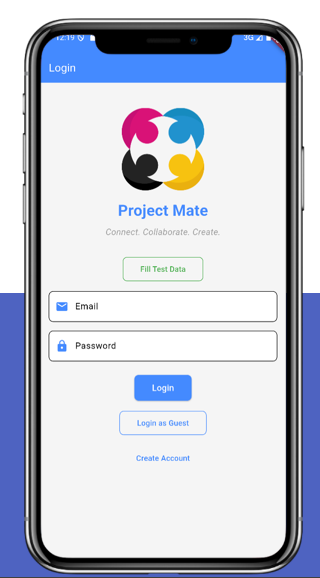 12:19
3G
Login
Project Mate
Connect. Collaborate. Create.
Fill Test Data
Email
Password
Login
Login as Guest
Create Account